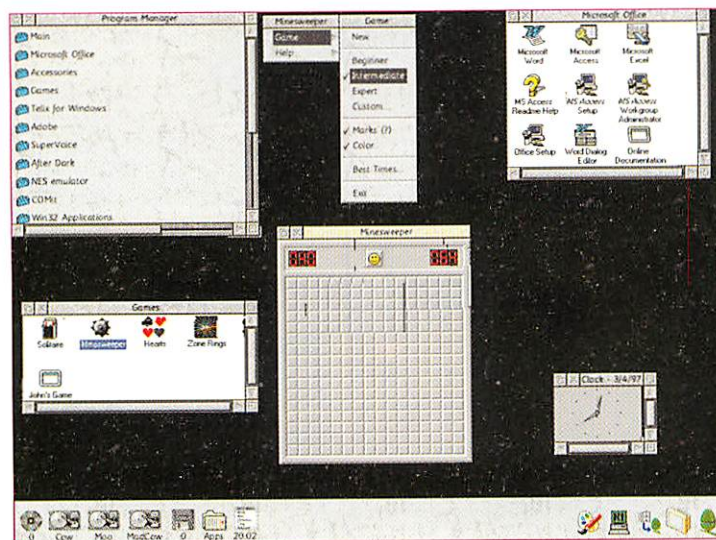 Program Manager
Main
Microsoft Office
Accessories
Games
Telix for Windows
Adobe
SuperVoice
After Dark
NES emulator
COMit
Win32 Applications
Minesweeper
Game
Help
Game
New
Beginner
Intermediate
Expert
Custom...
Marks (?)
Color
Best Times...
Exit
Microsoft Office
Microsoft Word
Microsoft Access
Microsoft Excel
MS Access Readme Help
MS Access Setup
MS Access Workgroup Administrator
Office Setup
Word Dialog Editor
Online Documentation
Minesweeper
Games
Solitaire
Minesweeper
Hearts
Zone Rings
John's Game
Clock - 3/4/97
0
Cow
Moo
MadCow
0
Apps
20:02